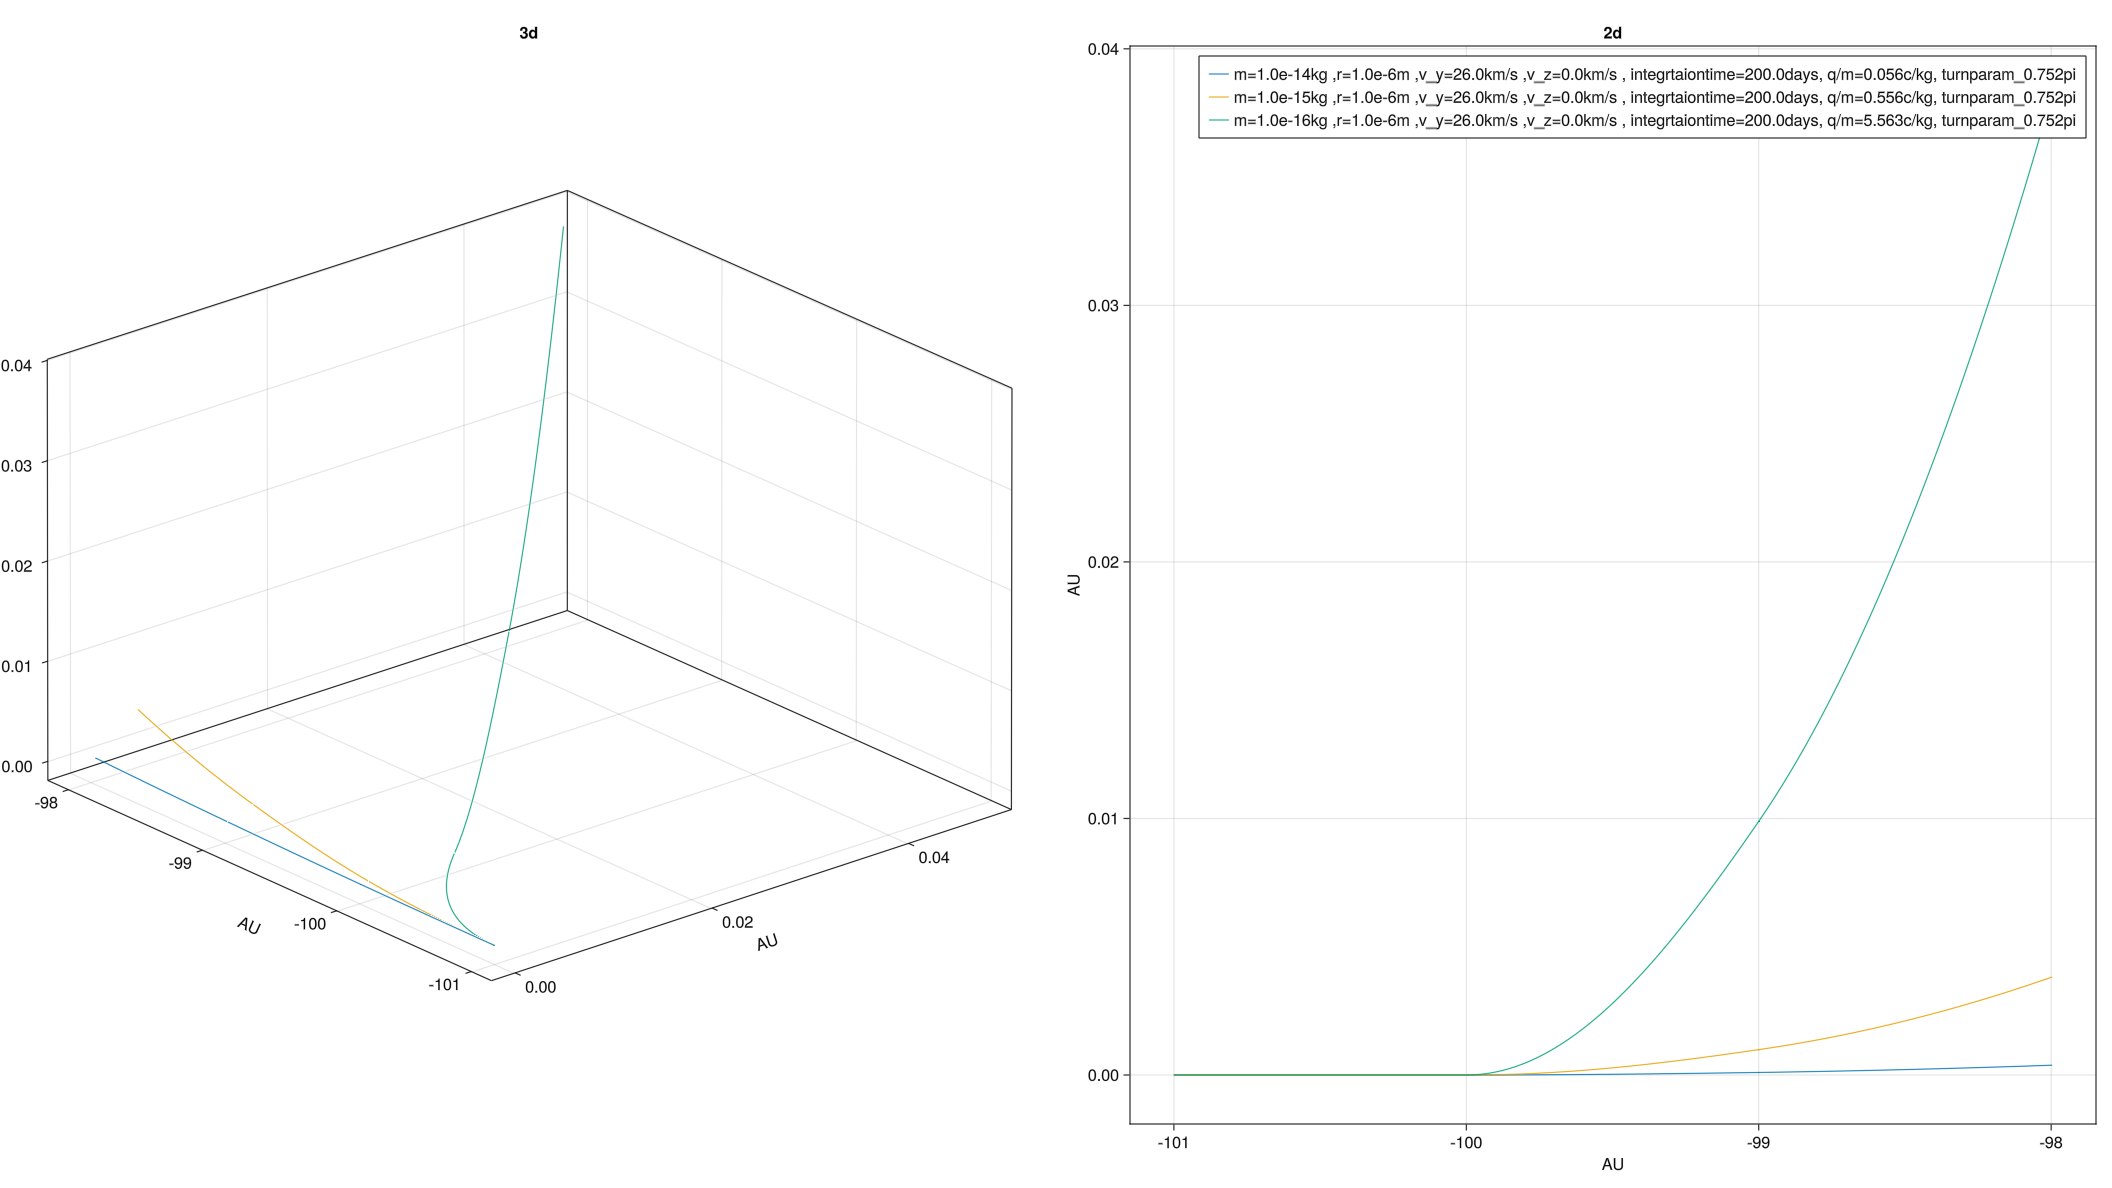 3d
0.04
0.03
0.02
0.01
0.00
-98
-99
-100
-101
AU
0.00
0.02
0.04
AU
2d
m=1.0e-14kg ,r=1.0e-6m ,v_y=26.0km/s ,v_z=0.0km/s , integrtaiontime=200.0days, q/m=0.056c/kg, turnparam_0.752pi
m=1.0e-15kg ,r=1.0e-6m ,v_y=26.0km/s ,v_z=0.0km/s , integrtaiontime=200.0days, q/m=0.556c/kg, turnparam_0.752pi
m=1.0e-16kg ,r=1.0e-6m ,v_y=26.0km/s ,v_z=0.0km/s , integrtaiontime=200.0days, q/m=5.563c/kg, turnparam_0.752pi
0.04
0.03
0.02
0.01
0.00
AU
-101
-100
-99
-98
AU